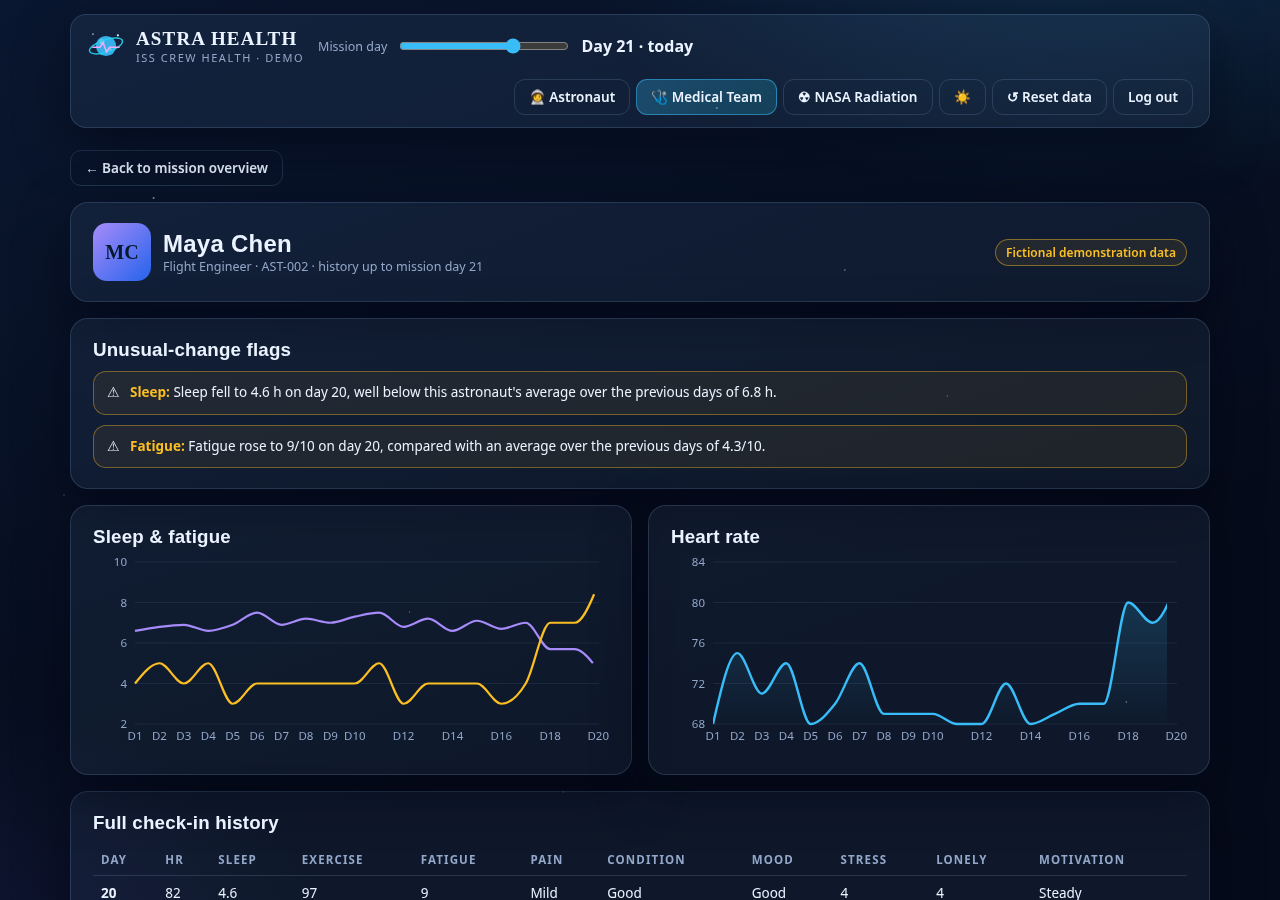 ASTRA HEALTH
ISS CREW HEALTH · DEMO
Mission day
Day 21 · today
Astronaut
Medical Team
☢ NASA Radiation
↺ Reset data
Log out
← Back to mission overview
MC
Maya Chen
Flight Engineer · AST-002 · history up to mission day 21
Fictional demonstration data
Unusual-change flags
⚠ Sleep: Sleep fell to 4.6 h on day 20, well below this astronaut's average over the previous days of 6.8 h.
⚠ Fatigue: Fatigue rose to 9/10 on day 20, compared with an average over the previous days of 4.3/10.
Sleep & fatigue
10
8
6
4
2
D1 D2 D3 D4 D5 D6 D7 D8 D9 D10 D12 D14 D16 D18 D20
Heart rate
84
80
76
72
68
D1 D2 D3 D4 D5 D6 D7 D8 D9 D10 D12 D14 D16 D18 D20
Full check-in history
DAY HR SLEEP EXERCISE FATIGUE PAIN CONDITION MOOD STRESS LONELY MOTIVATION
20 82 4.6 97 9 Mild Good Good 4 4 Steady